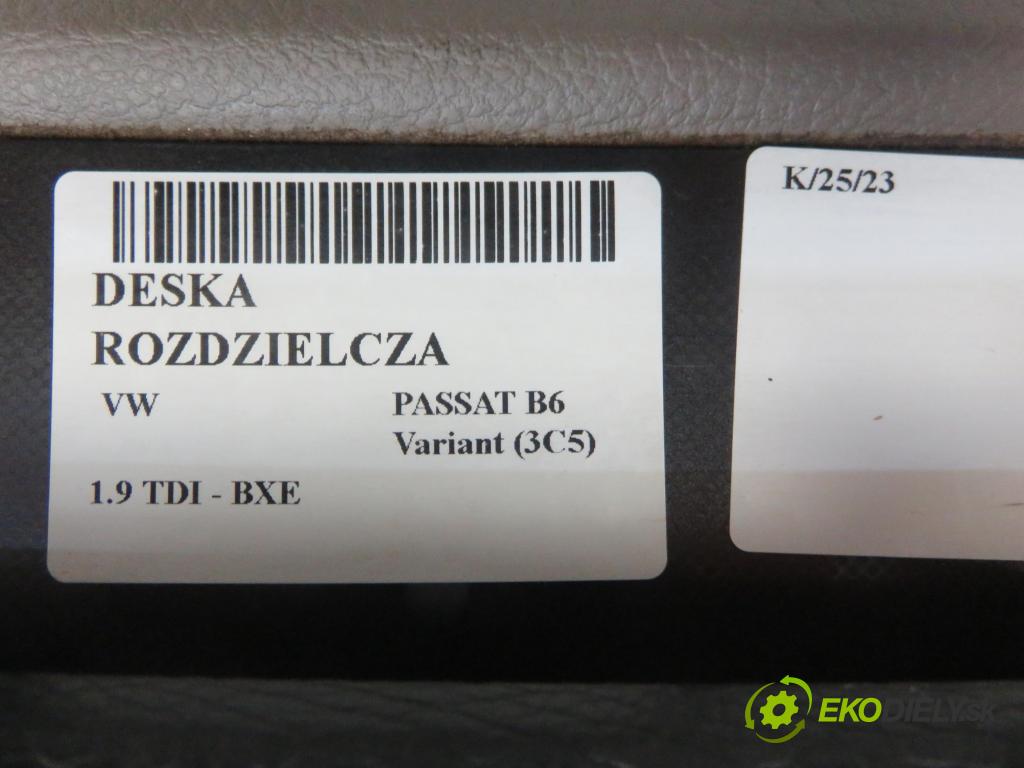 DESKA
ROZDZIELCZA
VW PASSAT B6
Variant (3C5)
1.9 TDI - BXE
K/25/23
EKODIELY.SK